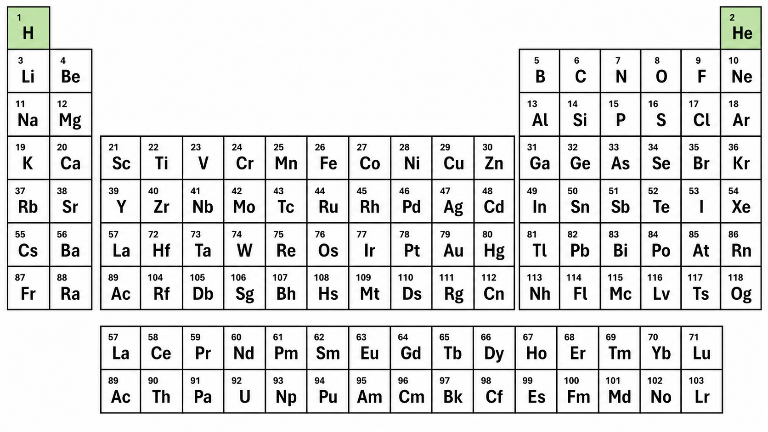 1 2
H He
3 4 5 6 7 8 9 10
Li Be B C N O F Ne
11 12 13 14 15 16 17 18
Na Mg Al Si P S Cl Ar
19 20 21 22 23 24 25 26 27 28 29 30 31 32 33 34 35 36
K Ca Sc Ti V Cr Mn Fe Co Ni Cu Zn Ga Ge As Se Br Kr
37 38 39 40 41 42 43 44 45 46 47 48 49 50 51 52 53 54
Rb Sr Y Zr Nb Mo Tc Ru Rh Pd Ag Cd In Sn Sb Te I Xe
55 56 57 72 73 74 75 76 77 78 79 80 81 82 83 84 85 86
Cs Ba La Hf Ta W Re Os Ir Pt Au Hg Tl Pb Bi Po At Rn
87 88 89 104 105 106 107 108 109 110 111 112 113 114 115 116 117 118
Fr Ra Ac Rf Db Sg Bh Hs Mt Ds Rg Cn Nh Fl Mc Lv Ts Og
57 58 59 60 61 62 63 64 65 66 67 68 69 70 71
La Ce Pr Nd Pm Sm Eu Gd Tb Dy Ho Er Tm Yb Lu
89 90 91 92 93 94 95 96 97 98 99 100 101 102 103
Ac Th Pa U Np Pu Am Cm Bk Cf Es Fm Md No Lr